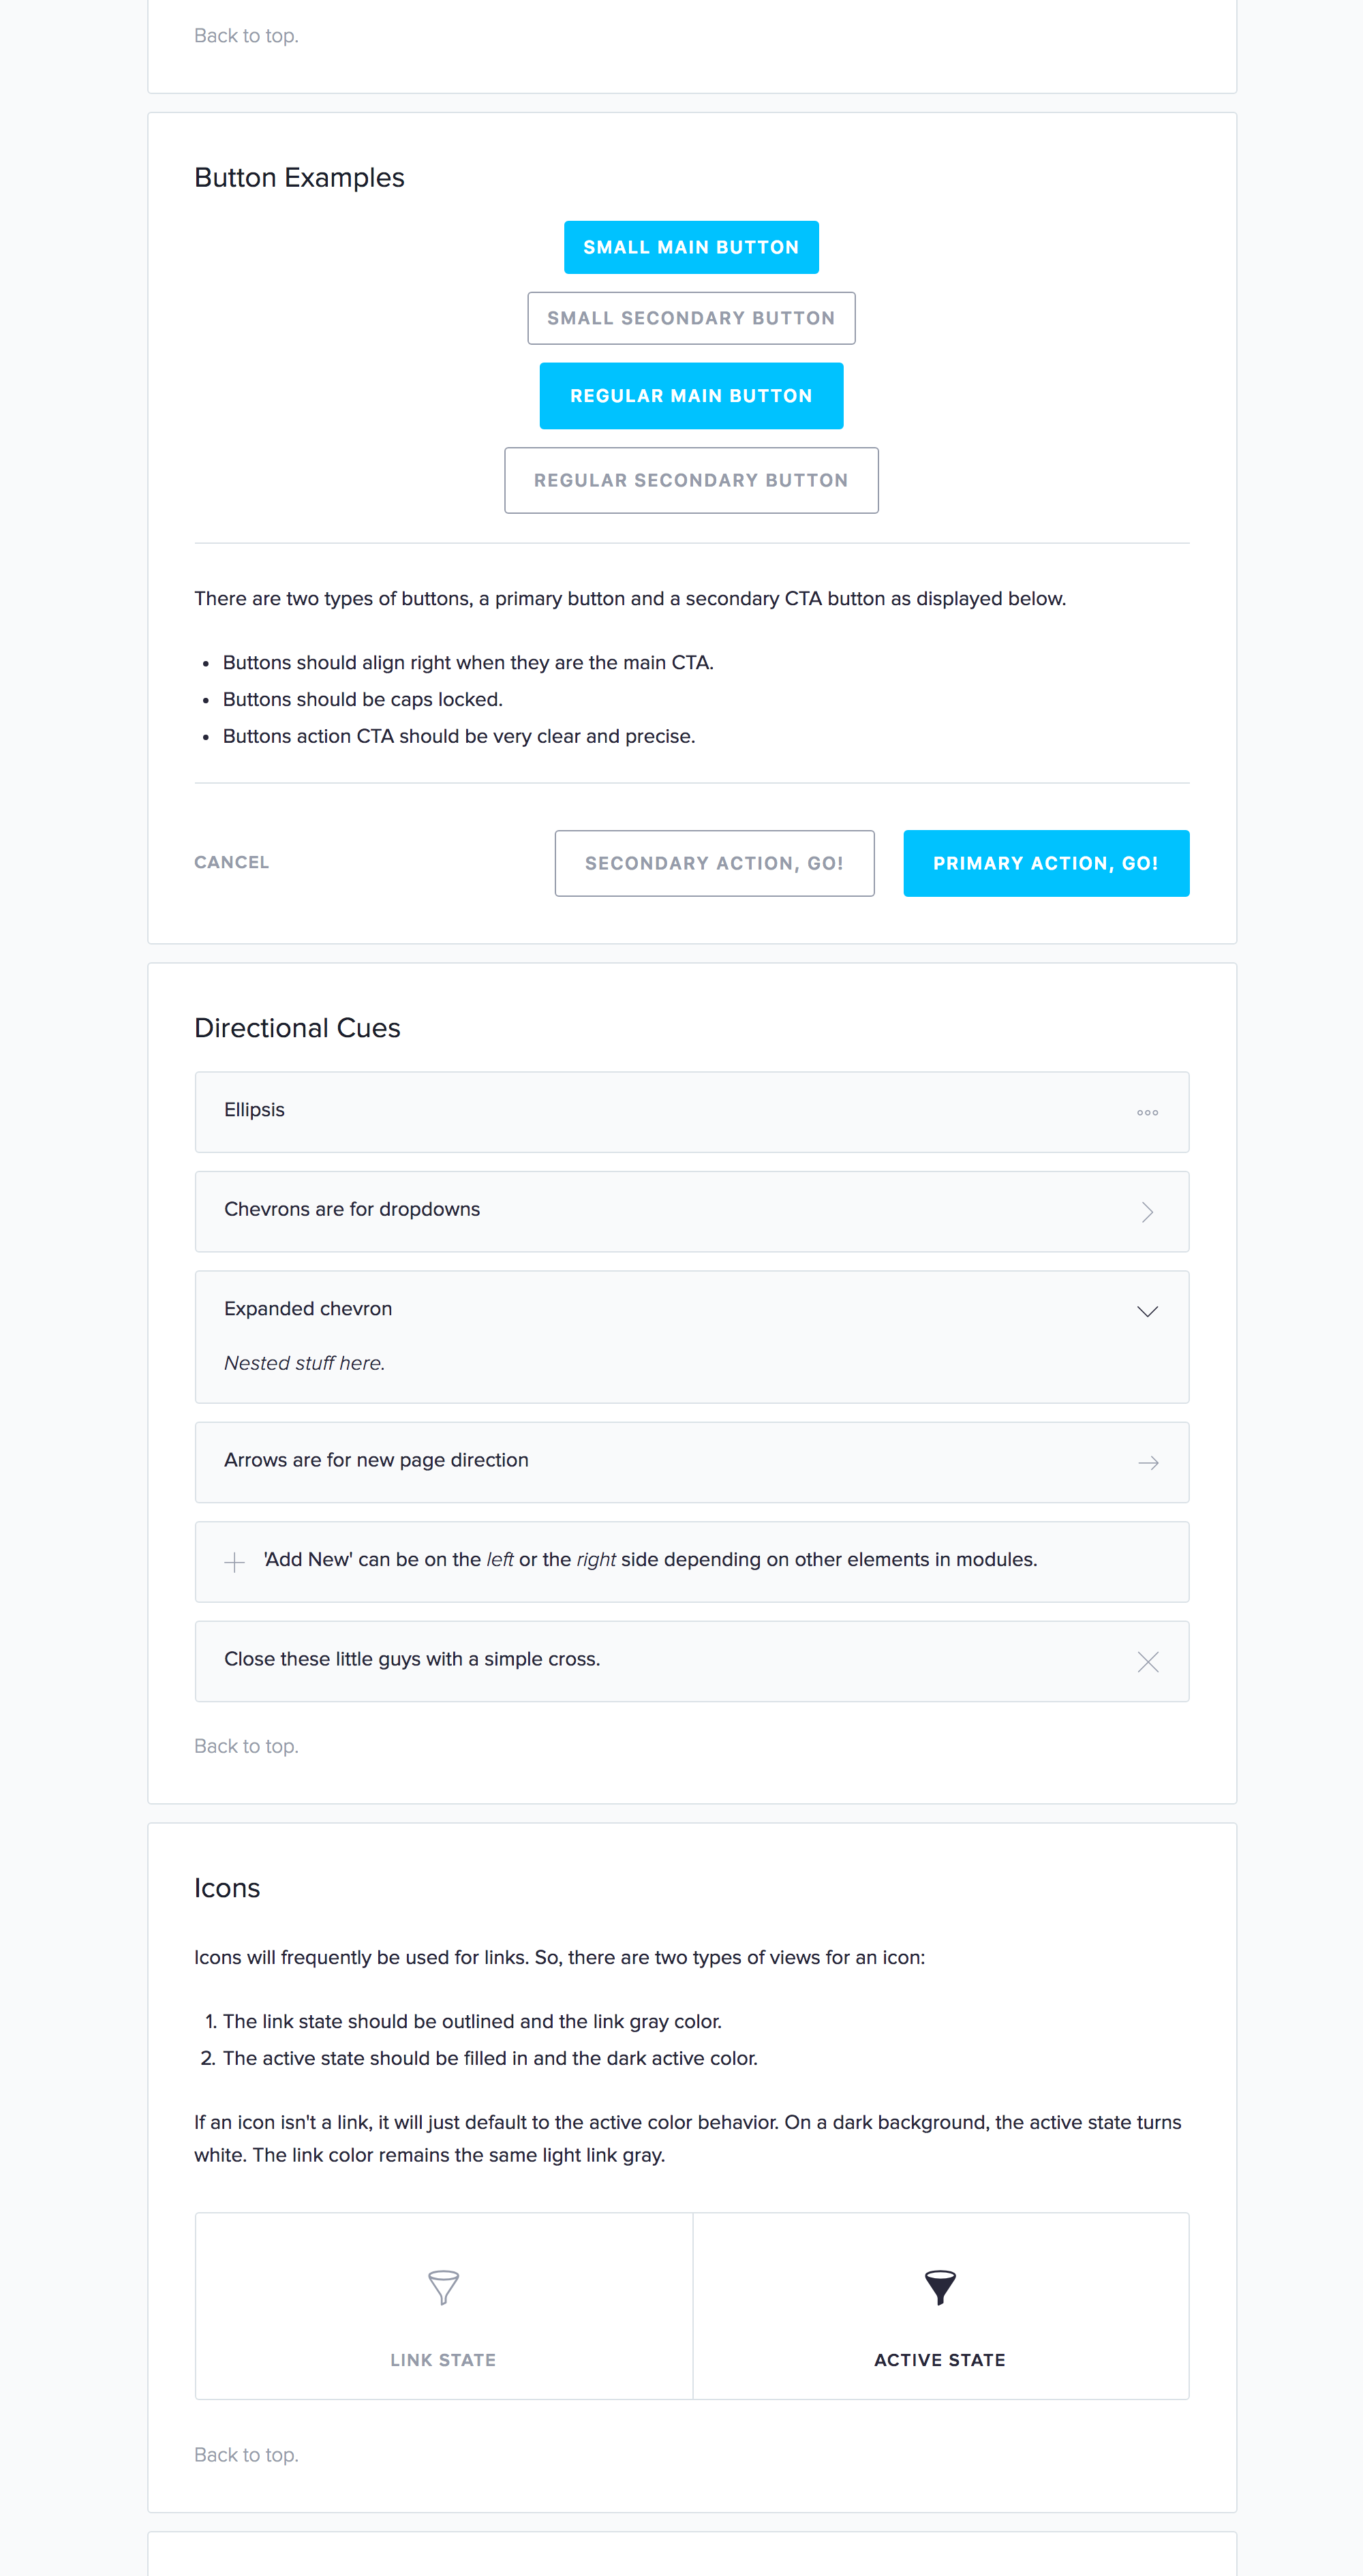 Back to top.
Button Examples
SMALL MAIN BUTTON
SMALL SECONDARY BUTTON
REGULAR MAIN BUTTON
REGULAR SECONDARY BUTTON
There are two types of buttons, a primary button and a secondary CTA button as displayed below.
• Buttons should align right when they are the main CTA.
• Buttons should be caps locked.
• Buttons action CTA should be very clear and precise.
CANCEL
SECONDARY ACTION, GO!
PRIMARY ACTION, GO!
Directional Cues
Ellipsis
Chevrons are for dropdowns
Expanded chevron
Nested stuff here.
Arrows are for new page direction
'Add New' can be on the left or the right side depending on other elements in modules.
Close these little guys with a simple cross.
Back to top.
Icons
Icons will frequently be used for links. So, there are two types of views for an icon:
1. The link state should be outlined and the link gray color.
2. The active state should be filled in and the dark active color.
If an icon isn't a link, it will just default to the active color behavior. On a dark background, the active state turns
white. The link color remains the same light link gray.
LINK STATE
ACTIVE STATE
Back to top.